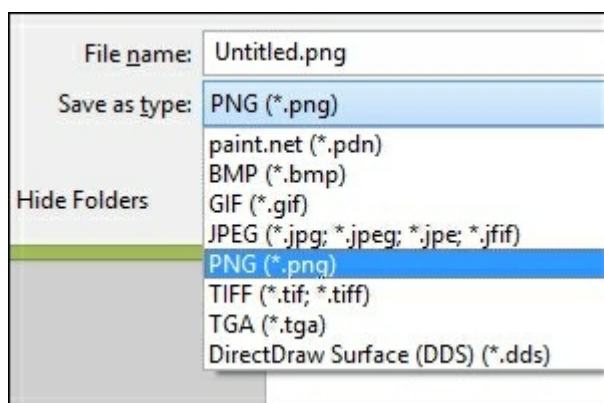 File name: Untitled.png
Save as type: PNG (*.png)
paint.net (*.pdn)
BMP (*.bmp)
GIF (*.gif)
Hide Folders
JPEG (*.jpg; *.jpeg; *.jpe; *.jfif)
PNG (*.png)
TIFF (*.tif; *.tiff)
TGA (*.tga)
DirectDraw Surface (DDS) (*.dds)